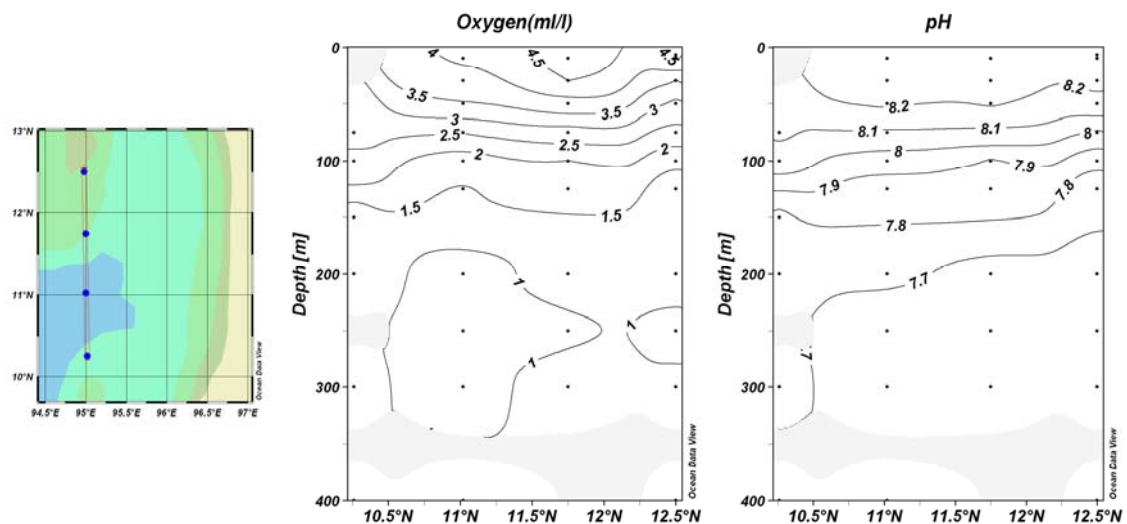 13°N
12°N
11°N
10°N
94.5°E 95°E 95.5°E 96°E 96.5°E 97°E
Ocean Data View
Oxygen(ml/l)
0
100
200
300
400
Depth [m]
4
4.5
4.5
3.5
3.5
3
3
2.5
2.5
2
2
1.5
1.5
1
1
1
10.5°N 11°N 11.5°N 12°N 12.5°N
Ocean Data View
pH
0
100
200
300
400
Depth [m]
8.2
8.2
8.1
8.1
8
8
7.9
7.9
7.8
7.8
7.7
.7
10.5°N 11°N 11.5°N 12°N 12.5°N
Ocean Data View